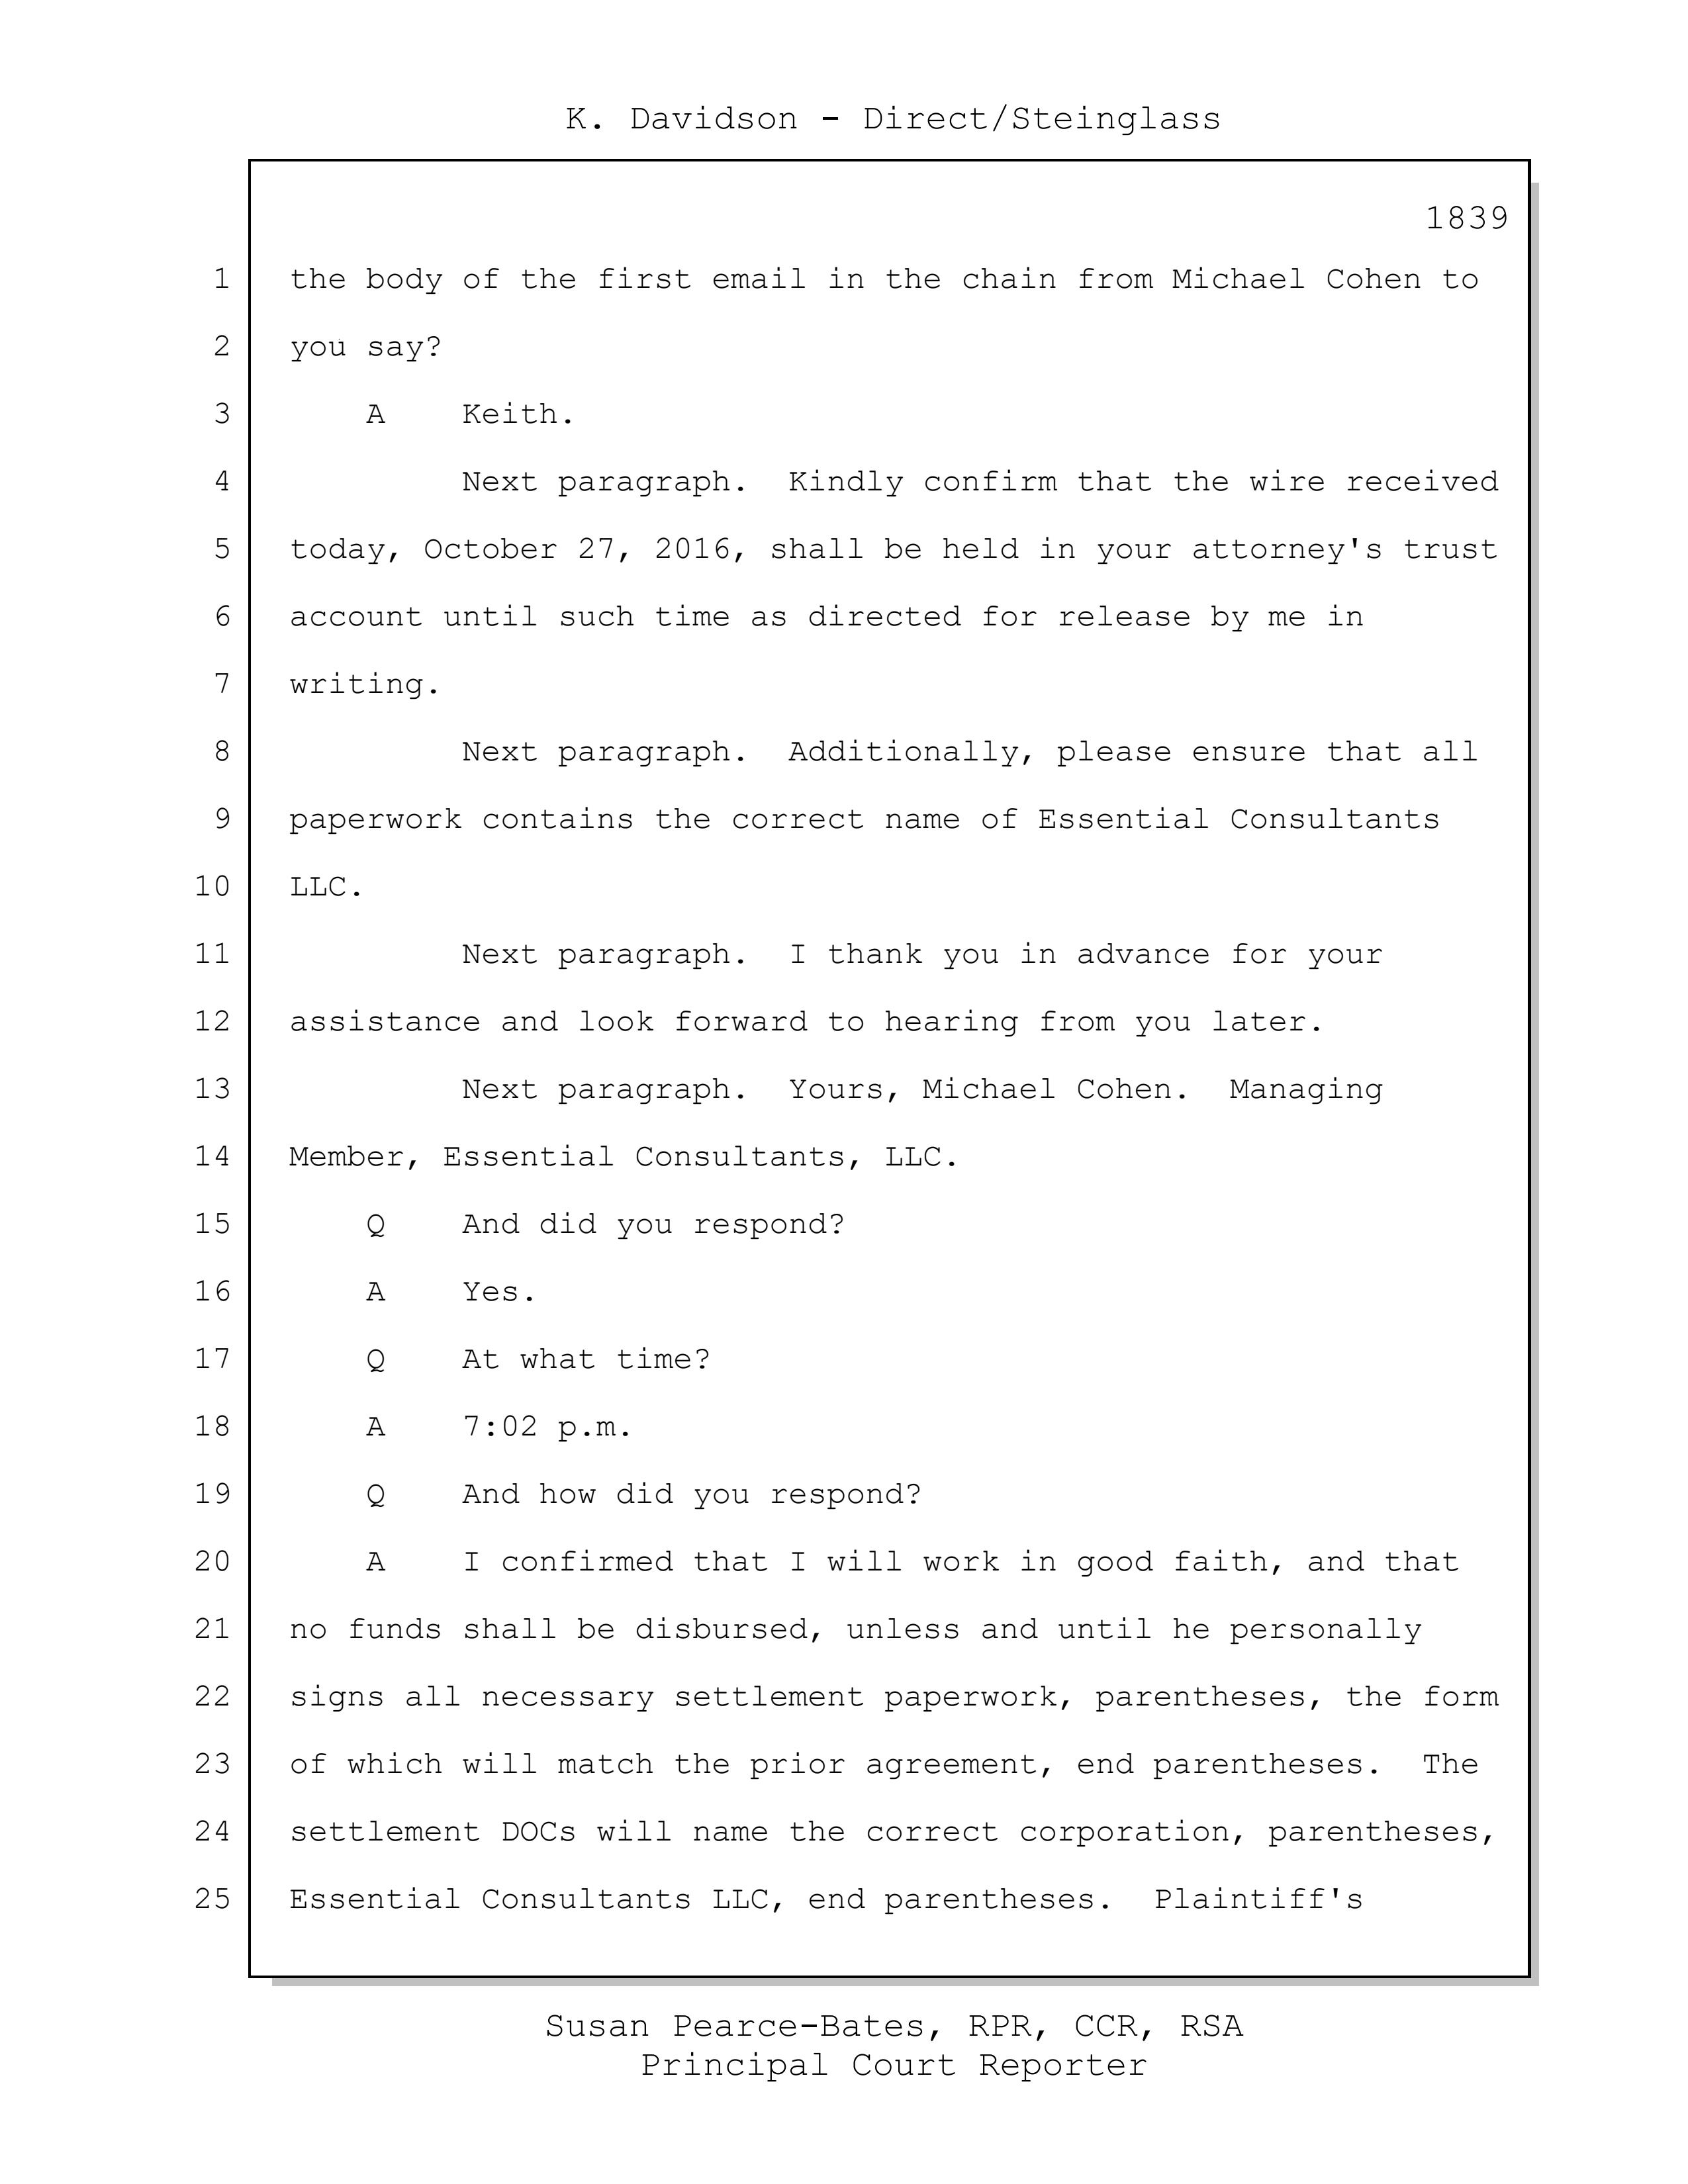 K. Davidson - Direct/Steinglass
1839
1 the body of the first email in the chain from Michael Cohen to
2 you say?
3 A Keith.
4 Next paragraph. Kindly confirm that the wire received
5 today, October 27, 2016, shall be held in your attorney's trust
6 account until such time as directed for release by me in
7 writing.
8 Next paragraph. Additionally, please ensure that all
9 paperwork contains the correct name of Essential Consultants
10 LLC.
11 Next paragraph. I thank you in advance for your
12 assistance and look forward to hearing from you later.
13 Next paragraph. Yours, Michael Cohen. Managing
14 Member, Essential Consultants, LLC.
15 Q And did you respond?
16 A Yes.
17 Q At what time?
18 A 7:02 p.m.
19 Q And how did you respond?
20 A I confirmed that I will work in good faith, and that
21 no funds shall be disbursed, unless and until he personally
22 signs all necessary settlement paperwork, parentheses, the form
23 of which will match the prior agreement, end parentheses. The
24 settlement DOCs will name the correct corporation, parentheses,
25 Essential Consultants LLC, end parentheses. Plaintiff's
Susan Pearce-Bates, RPR, CCR, RSA
Principal Court Reporter